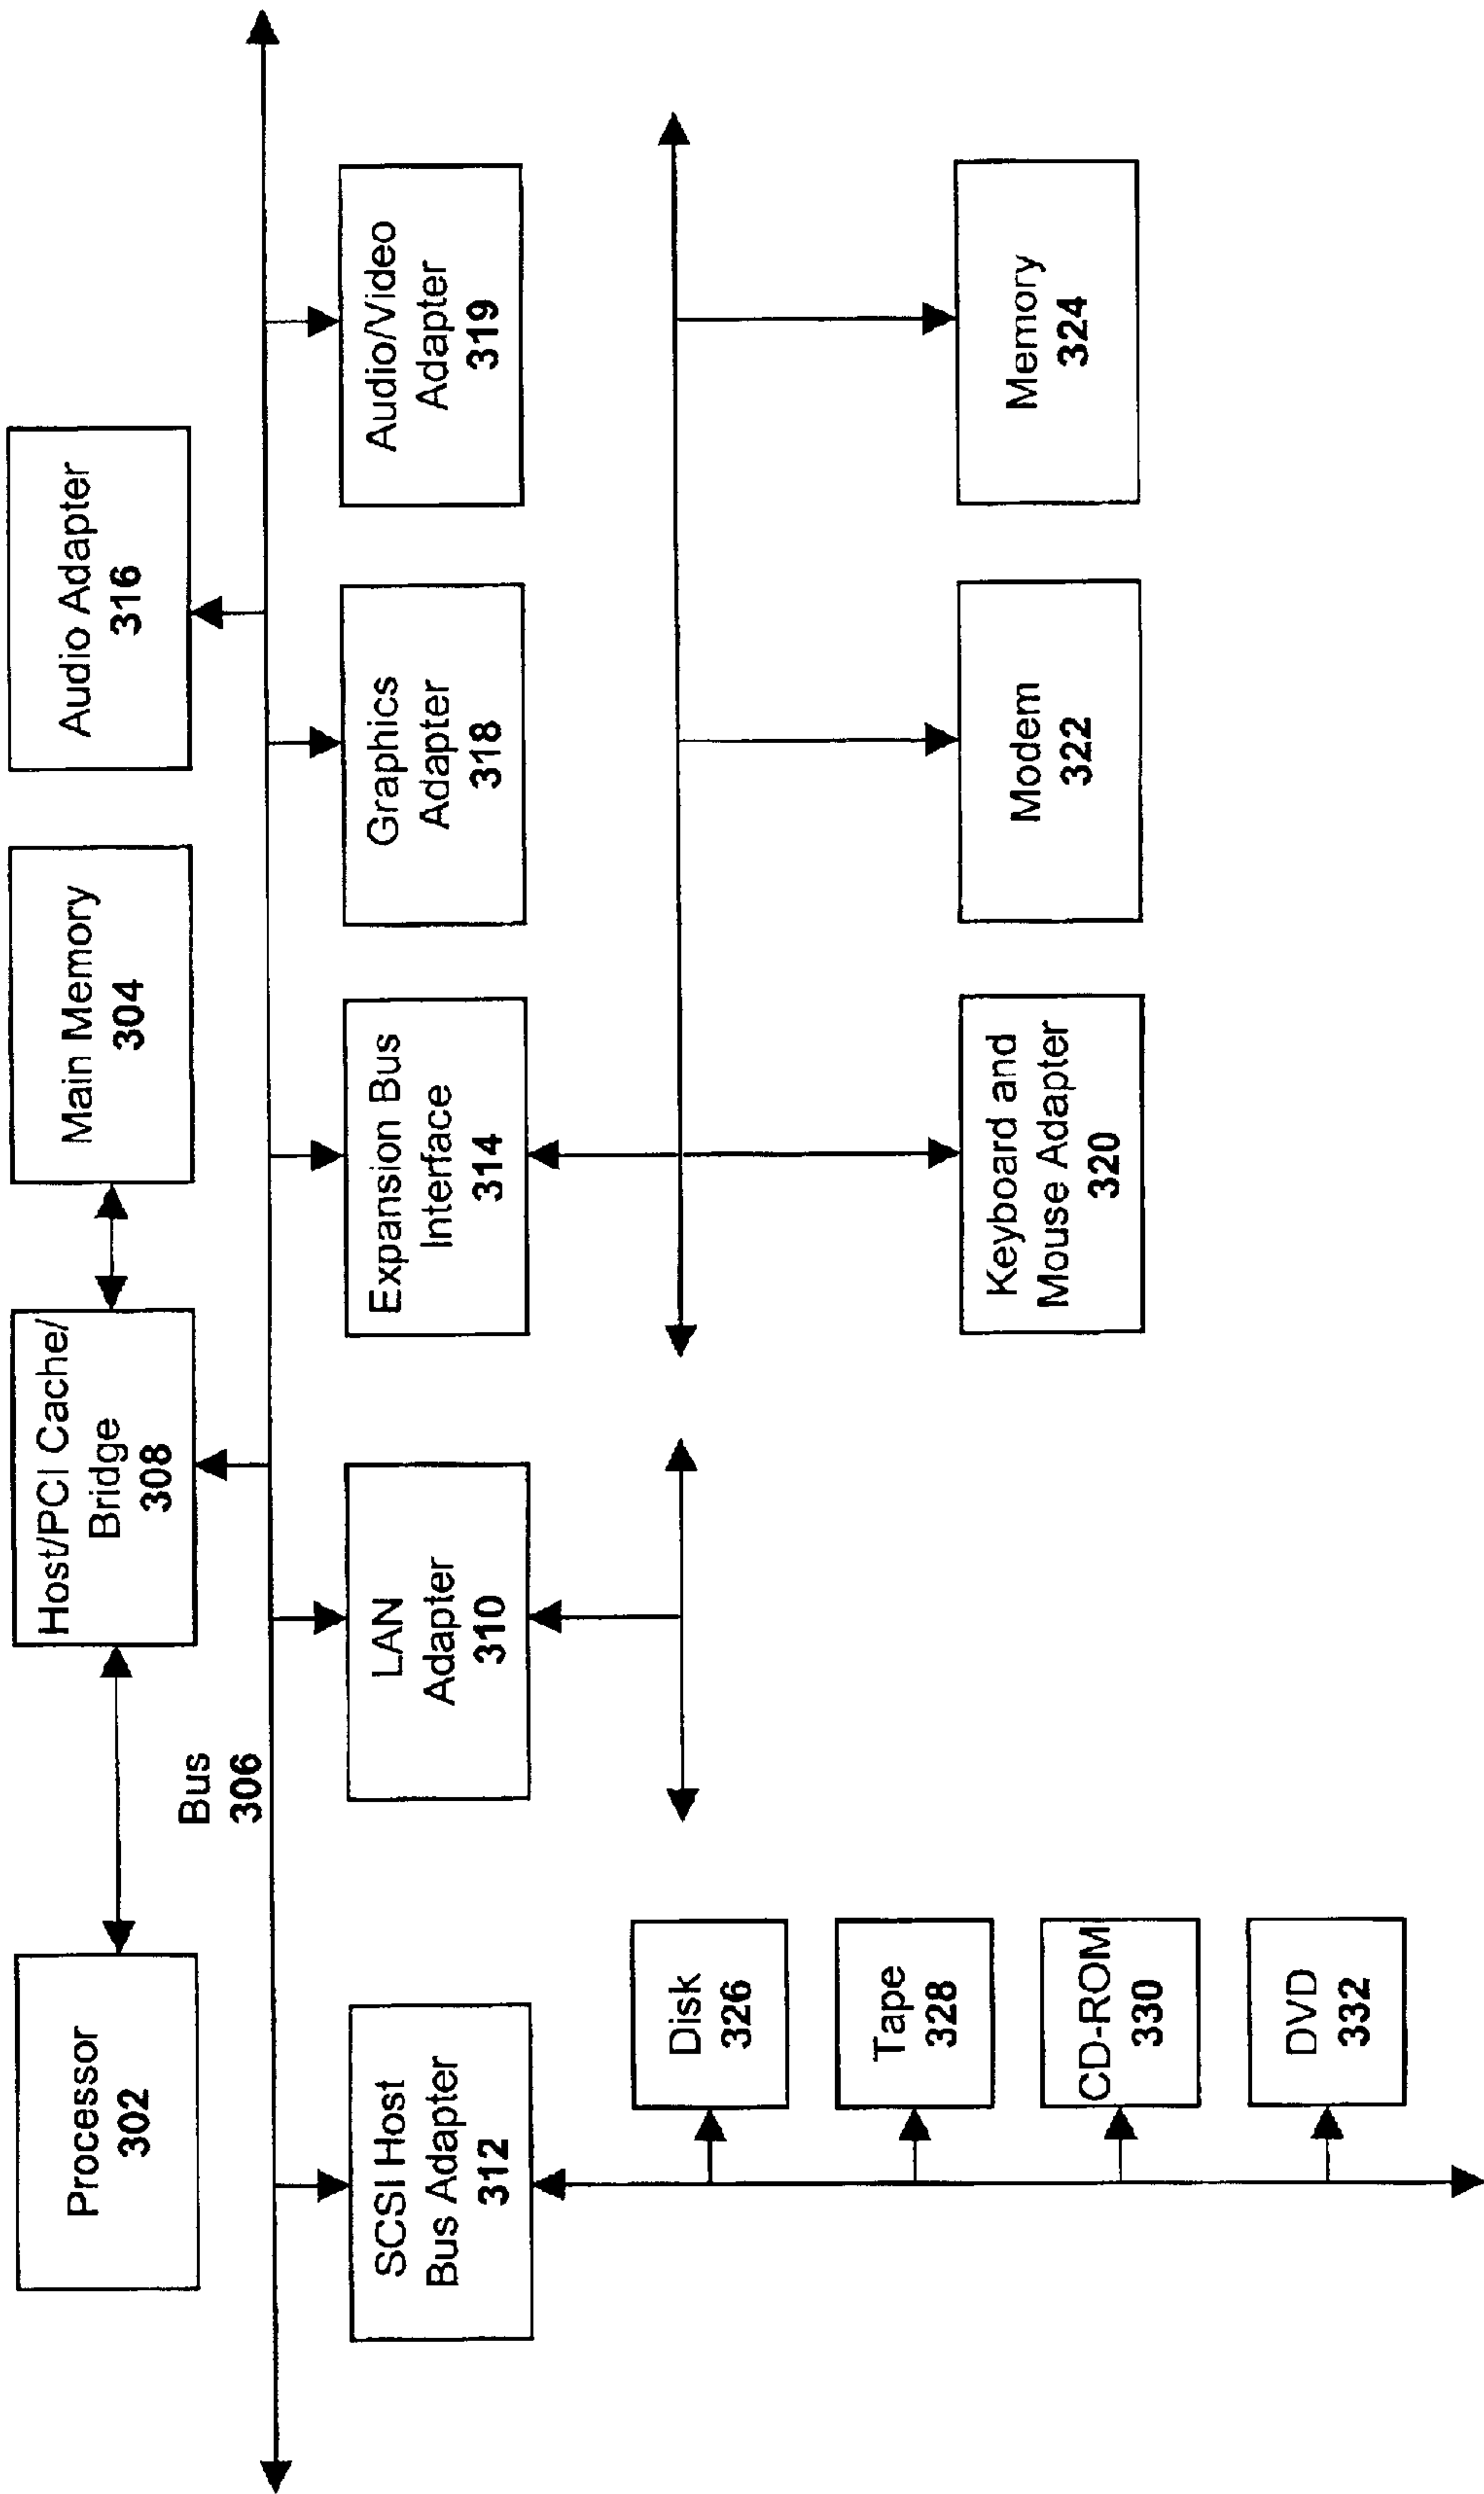 Processor
302
Host/PCI Cache/
Bridge
308
Main Memory
304
Audio Adapter
316
Bus
306
SCSI Host
Bus Adapter
312
LAN
Adapter
310
Expansion Bus
Interface
314
Graphics
Adapter
318
Audio/Video
Adapter
319
Disk
326
Tape
328
CD-ROM
330
DVD
332
Keyboard and
Mouse Adapter
320
Modem
322
Memory
324